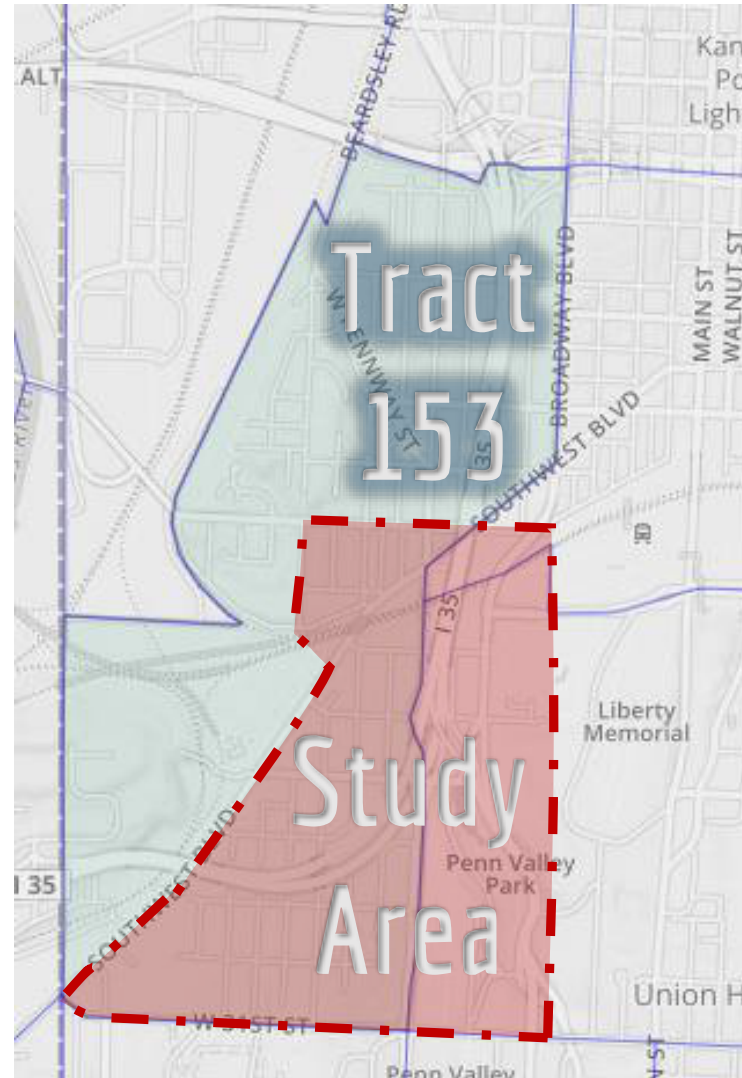 BEARDSLEY RD
Kan
Po
Ligh
ALT
Tract
153
W PENNWAY ST
BROADWAY BLVD
MAIN ST
WALNUT ST
35
SOUTHWEST BLVD
I 35
Liberty
Memorial
Study
Area
Penn Valley
Park
I 35
SOUTHWEST BLVD
W 31ST ST
Union H
Penn Valley